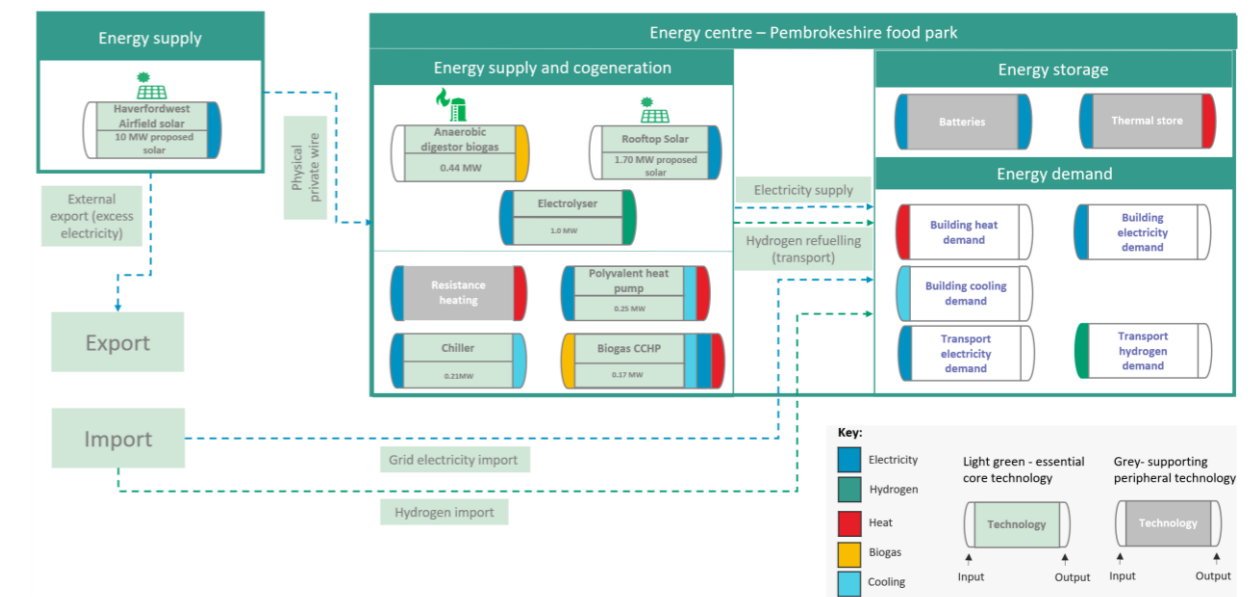 Energy supply
Haverfordwest
Airfield solar
10 MW proposed
solar
External
export (excess
electricity)
Physical
private wire
Export
Import
Grid electricity import
Hydrogen import
Energy centre – Pembrokeshire food park
Energy supply and cogeneration
Anaerobic
digestor biogas
0.44 MW
Rooftop Solar
1.70 MW proposed
solar
Electrolyser
1.0 MW
Resistance
heating
Polyvalent heat
pump
0.25 MW
Chiller
0.21MW
Biogas CCHP
0.17 MW
Electricity supply
Hydrogen refuelling
(transport)
Energy storage
Batteries
Thermal store
Energy demand
Building heat
demand
Building
electricity
demand
Building cooling
demand
Transport
electricity
demand
Transport
hydrogen
demand
Key:
Electricity
Hydrogen
Heat
Biogas
Cooling
Light green - essential
core technology
Technology
Input
Output
Grey- supporting
peripheral technology
Technology
Input
Output